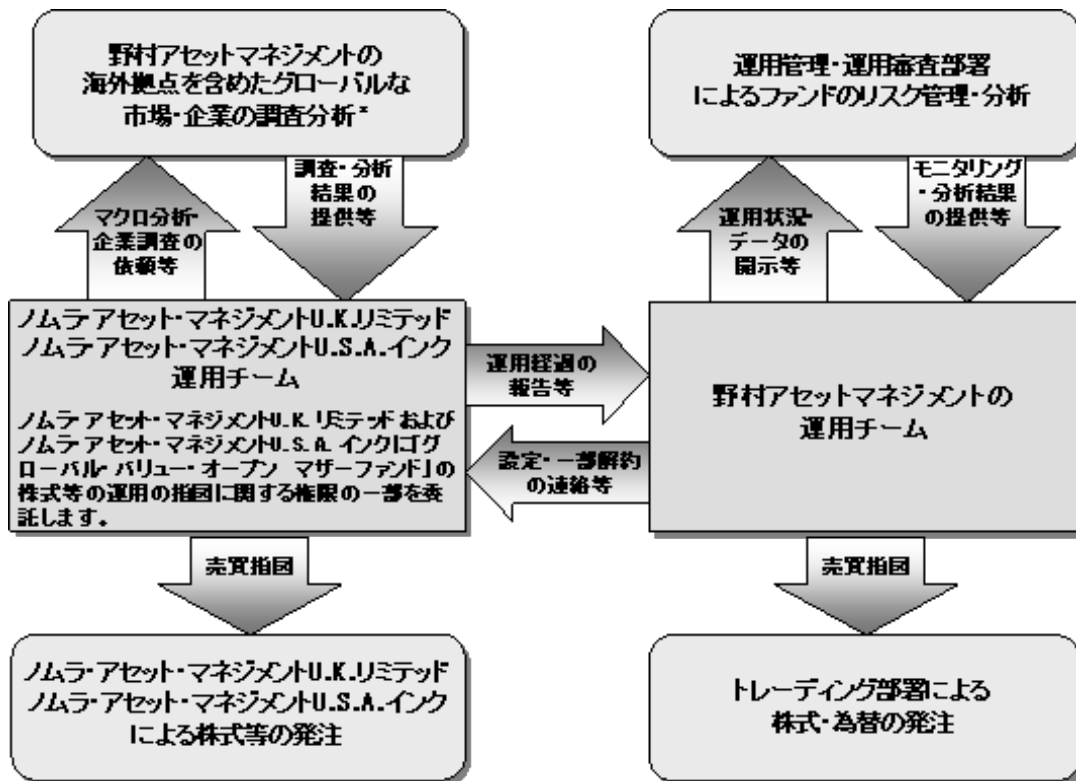 野村アセットマネジメントの
海外拠点を含めたグローバルな
市場・企業の調査分析*
運用管理・運用審査部署
によるファンドのリスク管理・分析
マクロ分析・
企業調査の
依頼等
調査・分析
結果の
提供等
運用状況・
データの
開示等
モニタリング
・分析結果
の提供等
ノムラ・アセット・マネジメントU.K.リミテッド
ノムラ・アセット・マネジメントU.S.A.インク
運用チーム
ノムラ・アセット・マネジメントU.K.リミテッドおよび
ノムラ・アセット・マネジメントU.S.A.インクに「グ
ローバル・バリュー・オープン マザーファンド」の
株式等の運用の指図に関する権限の一部を委
託します。
運用経過の
報告等
設定・一部解約
の連絡等
野村アセットマネジメントの
運用チーム
売買指図
売買指図
ノムラ・アセット・マネジメントU.K.リミテッド
ノムラ・アセット・マネジメントU.S.A.インク
による株式等の発注
トレーディング部署による
株式・為替の発注